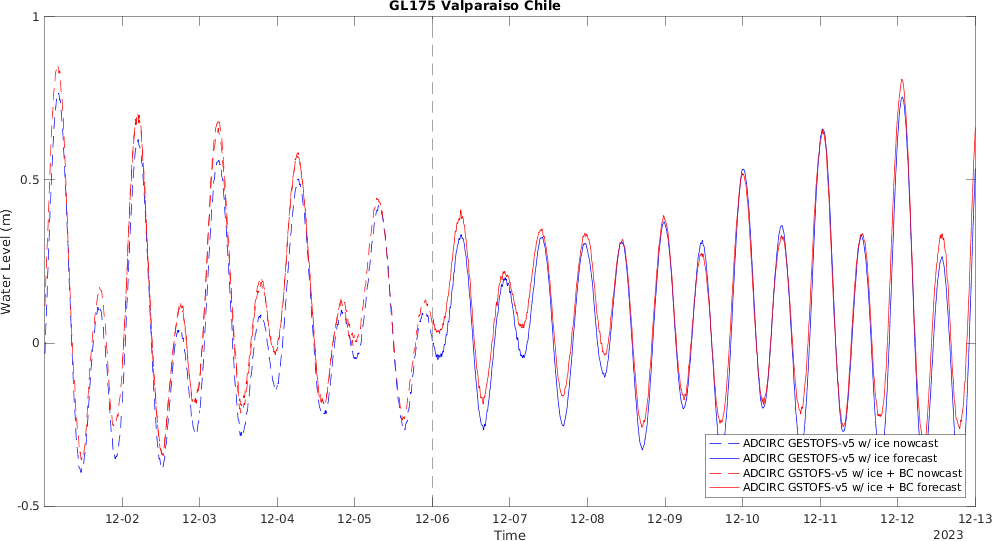 GL175 Valparaiso Chile
1
0.5
0
-0.5
Water Level (m)
ADCIRC GESTOFS-v5 w/ ice nowcast
ADCIRC GESTOFS-v5 w/ ice forecast
ADCIRC GSTOFS-v5 w/ ice + BC nowcast
ADCIRC GSTOFS-v5 w/ ice + BC forecast
12-02 12-03 12-04 12-05 12-06 12-07 12-08 12-09 12-10 12-11 12-12 12-13
Time 2023